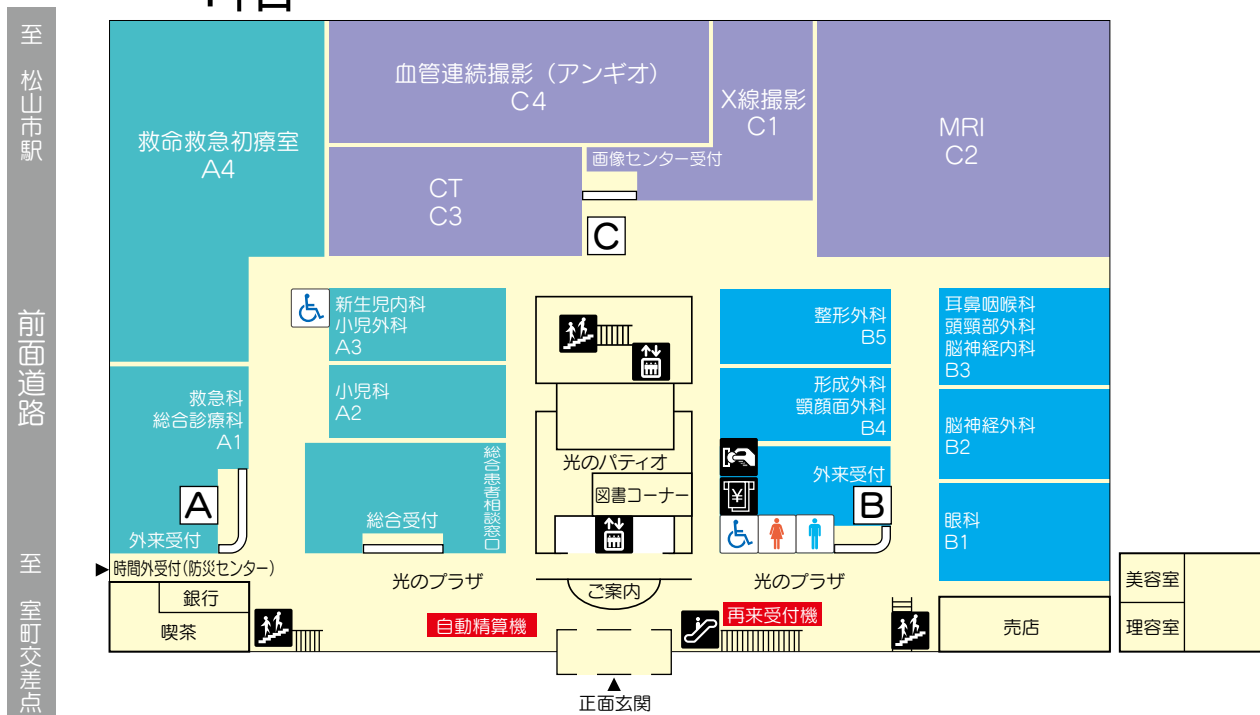 至 松山市駅
前面道路
至 室町交差点
救命救急初療室
A4
血管連続撮影（アンギオ）
C4
X線撮影
C1
MRI
C2
画像センター受付
CT
C3
C
新生児内科
小児外科
A3
小児科
A2
救急科
総合診療科
A1
A
外来受付
総合受付
総合患者相談窓口
光のパティオ
図書コーナー
整形外科
B5
形成外科
顎顔面外科
B4
外来受付
B
耳鼻咽喉科
頭頸部外科
脳神経内科
B3
脳神経外科
B2
眼科
B1
時間外受付(防災センター)
銀行
喫茶
光のプラザ
自動精算機
ご案内
光のプラザ
再来受付機
売店
美容室
理容室
正面玄関
¥